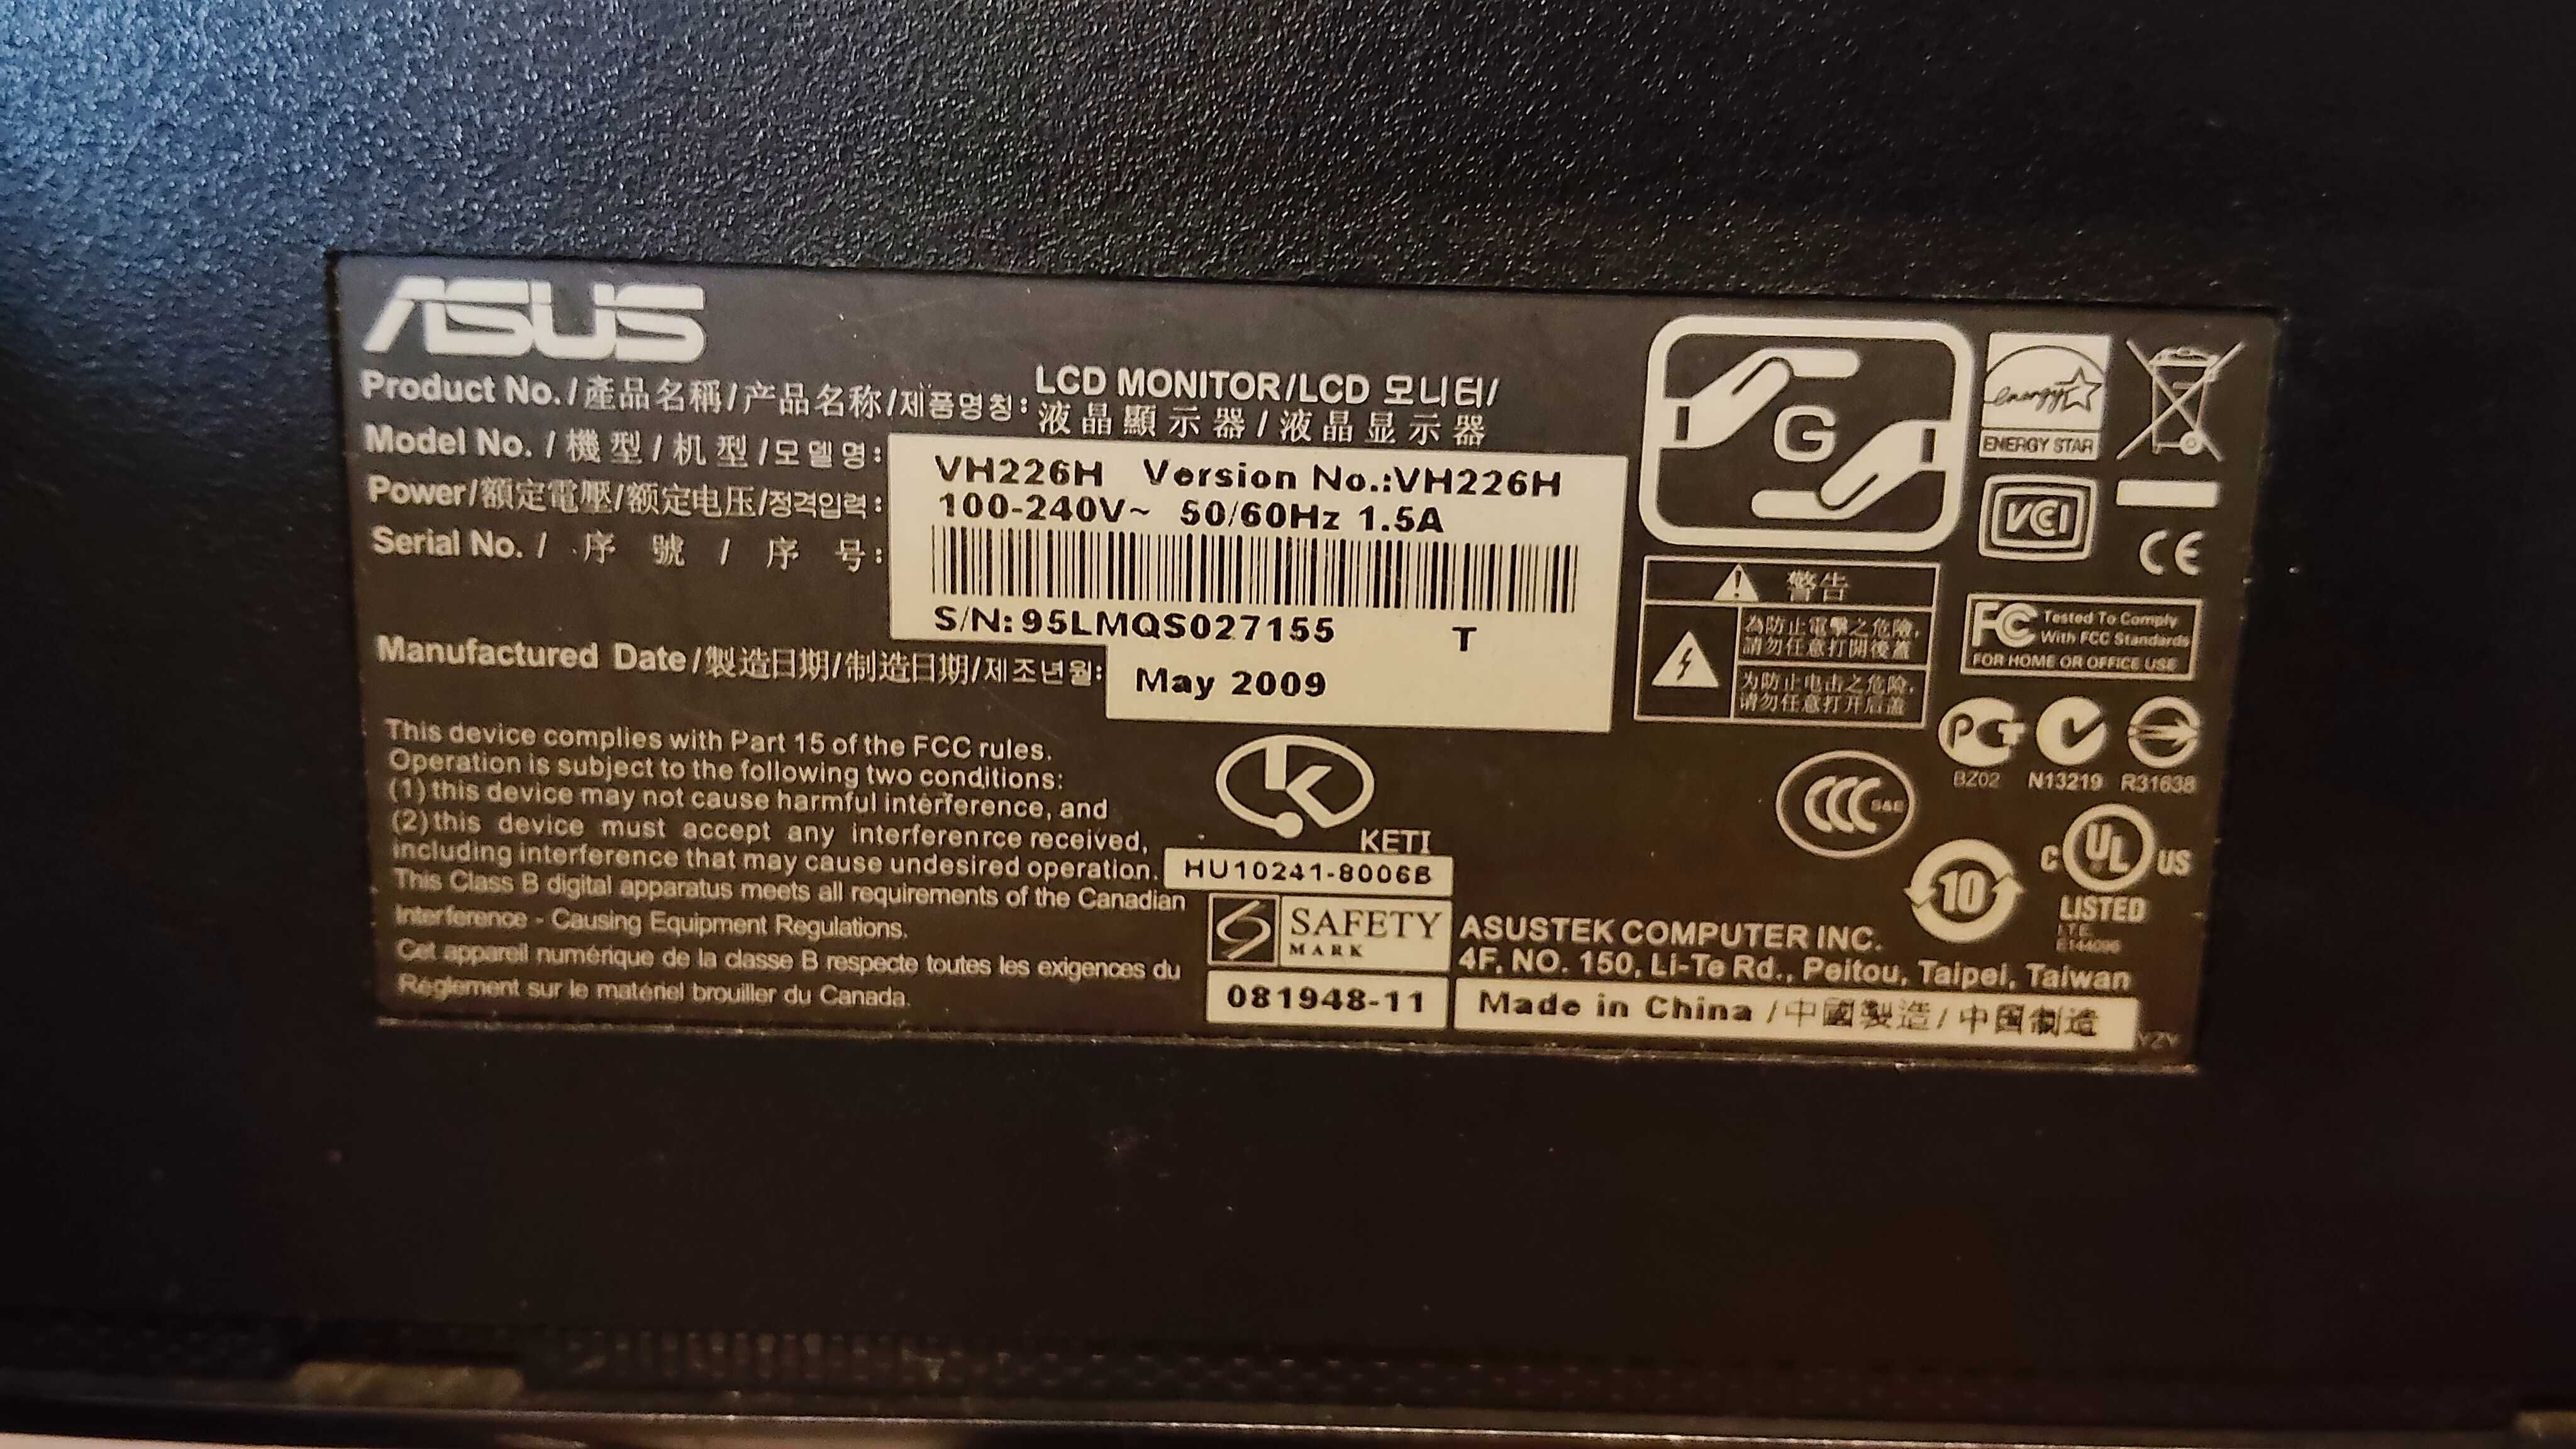 ASUS
Product No./產品名稱/产品名称/제품명칭: LCD MONITOR/LCD 모니터/
液晶顯示器/液晶显示器
Model No./機型/机型/모델명: VH226H Version No.:VH226H
Power/額定電壓/额定电压/정격입력: 100-240V~ 50/60Hz 1.5A
Serial No./序號/序号:
S/N:95LMQS027155 T
Manufactured Date/製造日期/制造日期/제조년월: May 2009
This device complies with Part 15 of the FCC rules.
Operation is subject to the following two conditions:
(1) this device may not cause harmful interference, and
(2)this device must accept any interferenrce received,
including interference that may cause undesired operation.
This Class B digital apparatus meets all requirements of the Canadian
Interference - Causing Equipment Regulations.
Cet appareil numérique de la classe B respecte toutes les exigences du
Réglement sur le matériel brouiller du Canada.
KETI
HU10241-8006B
SAFETY
MARK
081948-11
G
energy
ENERGY STAR
VCCI
CE
警告
為防止電擊之危險,
請勿任意打開後蓋
为防止电击之危險,
请勿任意打开后盖
FC Tested To Comply
With FCC Standards
FOR HOME OR OFFICE USE
PCT
BZ02 N13219 R31638
CCC S&E
10
C UL US
LISTED
I.T.E.
E144096
ASUSTEK COMPUTER INC.
4F, NO. 150, Li-Te Rd., Peitou, Taipei, Taiwan
Made in China/中國製造/中国制造